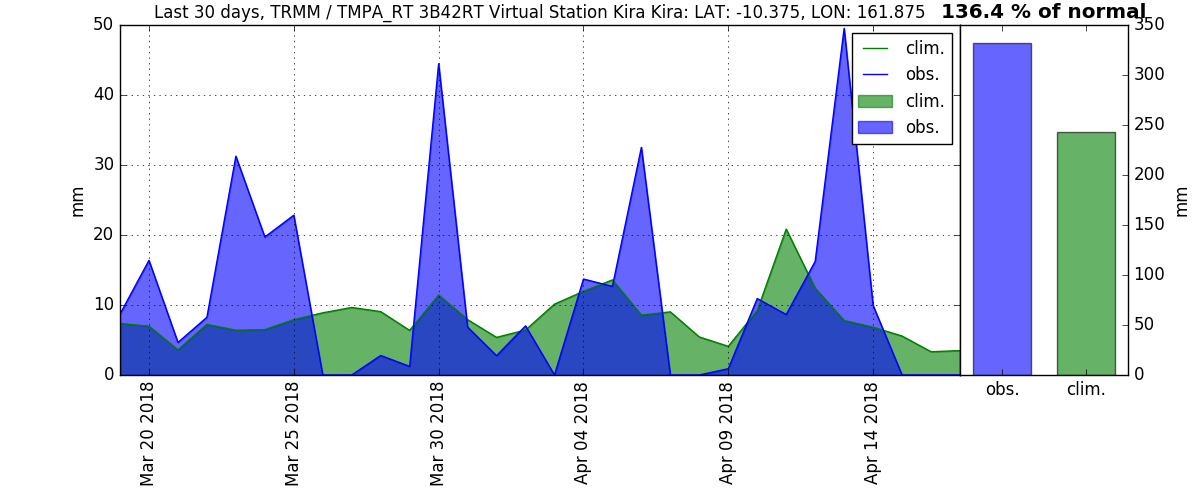 Last 30 days, TRMM / TMPA_RT 3B42RT Virtual Station Kira Kira: LAT: -10.375, LON: 161.875
136.4 % of normal
50
40
30
20
10
0
mm
clim.
obs.
clim.
obs.
Mar 20 2018
Mar 25 2018
Mar 30 2018
Apr 04 2018
Apr 09 2018
Apr 14 2018
350
300
250
200
150
100
50
0
mm
obs.
clim.